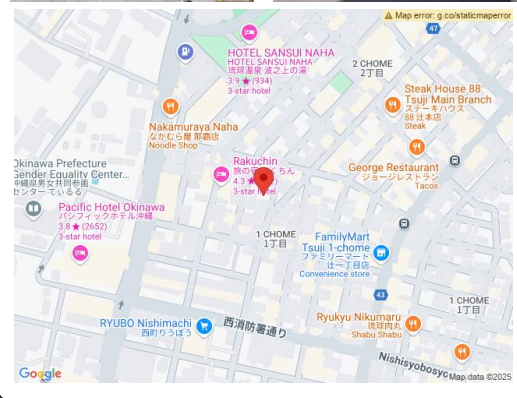 Map error: g.co/staticmaperror
47
HOTEL SANSUI NAHA
HOTEL SANSUI NAHA
琉球温泉 波之上の湯
3.9 ★ (934)
3-star hotel
2 CHOME
2丁目
Steak House 88
Tsuji Main Branch
ステーキハウス
88 辻本店
Steak
Nakamuraya Naha
なかむら屋 那覇店
Noodle Shop
Okinawa Prefecture
Gender Equality Center...
沖縄県男女共同参画
センター ているる
Rakuchin
4.3 ★
3-star hotel
George Restaurant
ジョージレストラン
Tacos
Pacific Hotel Okinawa
パシフィックホテル沖縄
3.8 ★ (2652)
3-star hotel
1 CHOME
1丁目
FamilyMart
Tsuji 1-chome
ファミリーマート
辻一丁目店
Convenience store
43
1 CHOME
1丁目
RYUBO Nishimachi
西町りうぼう
西消防署通り
Ryukyu Nikumaru
琉球肉丸
Shabu Shabu
Nishisyobosyo
Google
Map data ©2025